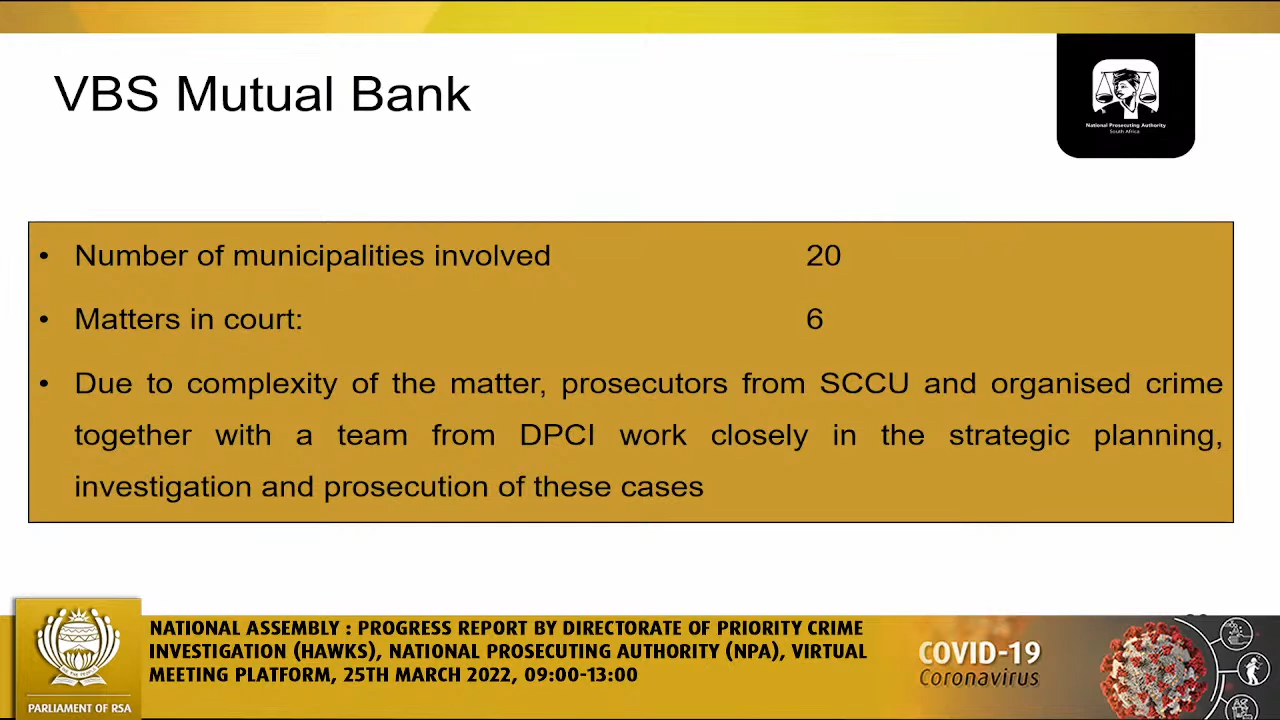 VBS Mutual Bank
National Prosecuting Authority
South Africa
• Number of municipalities involved 20
• Matters in court: 6
• Due to complexity of the matter, prosecutors from SCCU and organised crime
together with a team from DPCI work closely in the strategic planning,
investigation and prosecution of these cases
NATIONAL ASSEMBLY : PROGRESS REPORT BY DIRECTORATE OF PRIORITY CRIME
INVESTIGATION (HAWKS), NATIONAL PROSECUTING AUTHORITY (NPA), VIRTUAL
MEETING PLATFORM, 25TH MARCH 2022, 09:00-13:00
PARLIAMENT OF RSA
COVID-19
Coronavirus